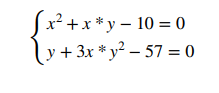 x² + x * y − 10 = 0
y + 3x * y² − 57 = 0